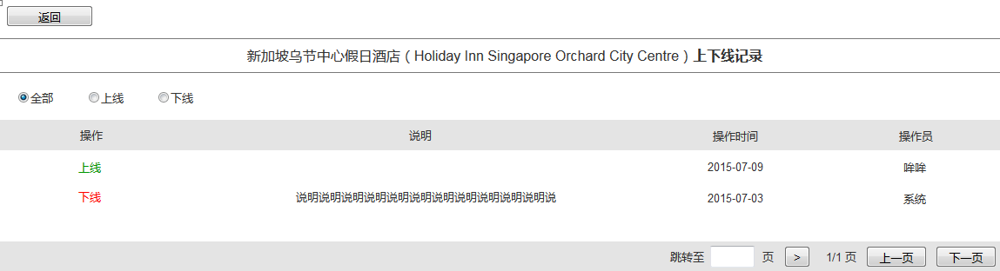 返回
新加坡乌节中心假日酒店（Holiday Inn Singapore Orchard City Centre）上下线记录
全部 上线 下线
操作 说明 操作时间 操作员
上线 2015-07-09 哞哞
下线 说明说明说明说明说明说明说明说明说明说明说明说 2015-07-03 系统
跳转至 页 > 1/1 页 上一页 下一页